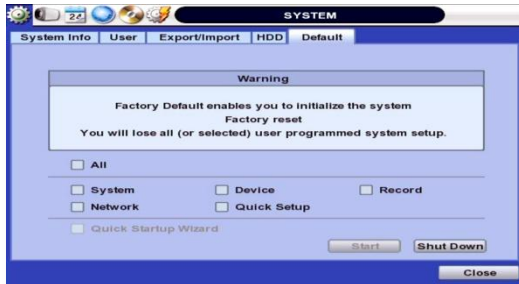 SYSTEM
System Info User Export/Import HDD Default
Warning
Factory Default enables you to initialize the system
Factory reset
You will lose all (or selected) user programmed system setup.
All
System Device Record
Network Quick Setup
Quick Startup Wizard
Start Shut Down
Close